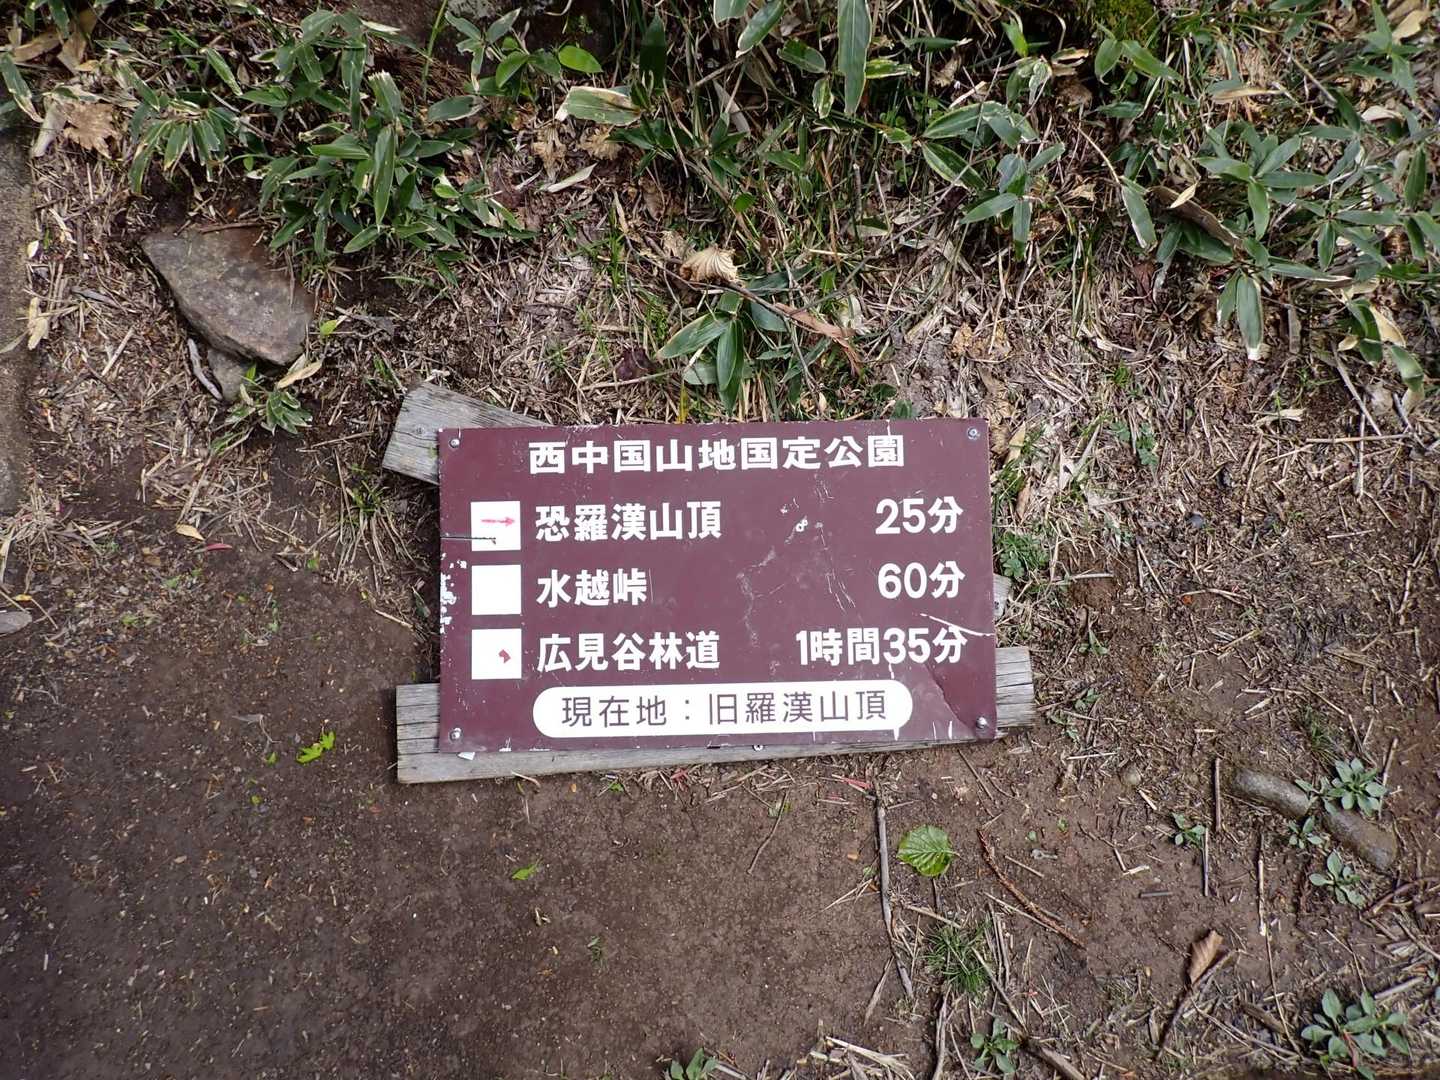 西中国山地国定公園
恐羅漢山頂 25分
水越峠 60分
広見谷林道 1時間35分
現在地：旧羅漢山頂